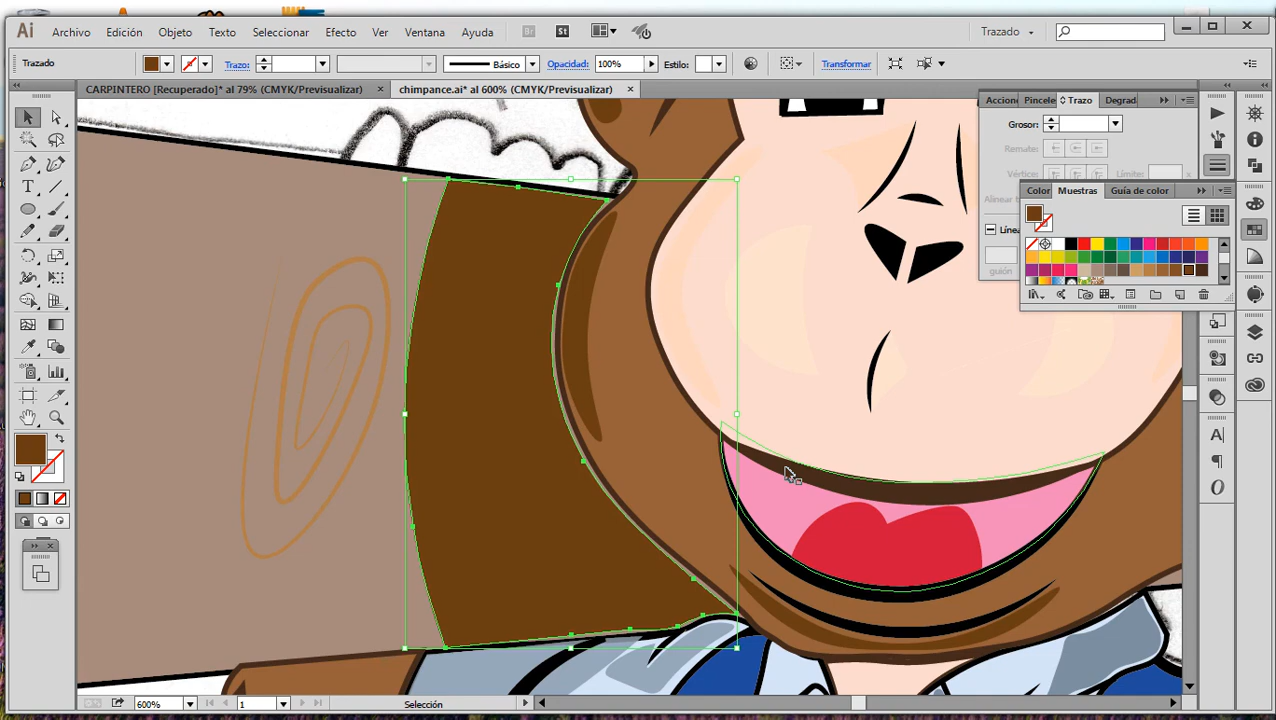 Ai Archivo Edición Objeto Texto Seleccionar Efecto Ver Ventana Ayuda Br St Trazado
Trazado Trazo: Básico Opacidad: 100% Estilo: Transformar
CARPINTERO [Recuperado]* al 79% (CMYK/Previsualizar) × chimpance.ai* al 600% (CMYK/Previsualizar) ×
Accion Pincele Trazo Degrad
Grosor:
Remate:
Vértice: Límite:
Color Muestras Guía de color
Alinear t
Línea
guión
T
A
600% 1 Selección